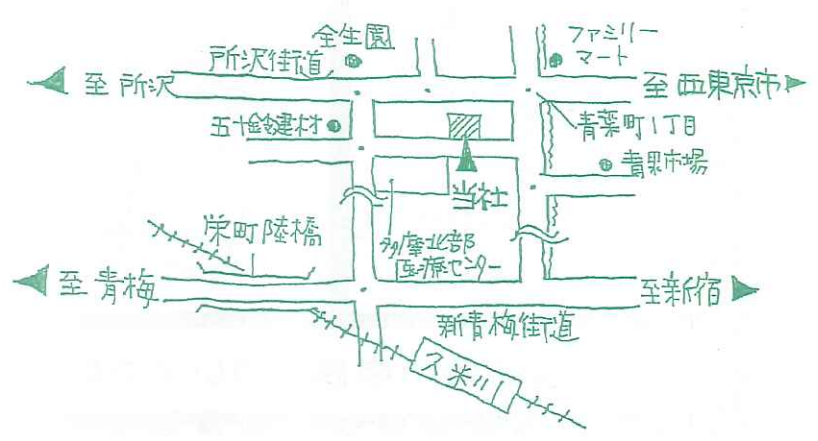 全生園
ファミリー
マート
所沢街道
至所沢
至西東京市
五十鈴建材
青葉町1丁目
青果市場
当社
栄町陸橋
多摩北部
医療センター
至青梅
至新宿
新青梅街道
久米川